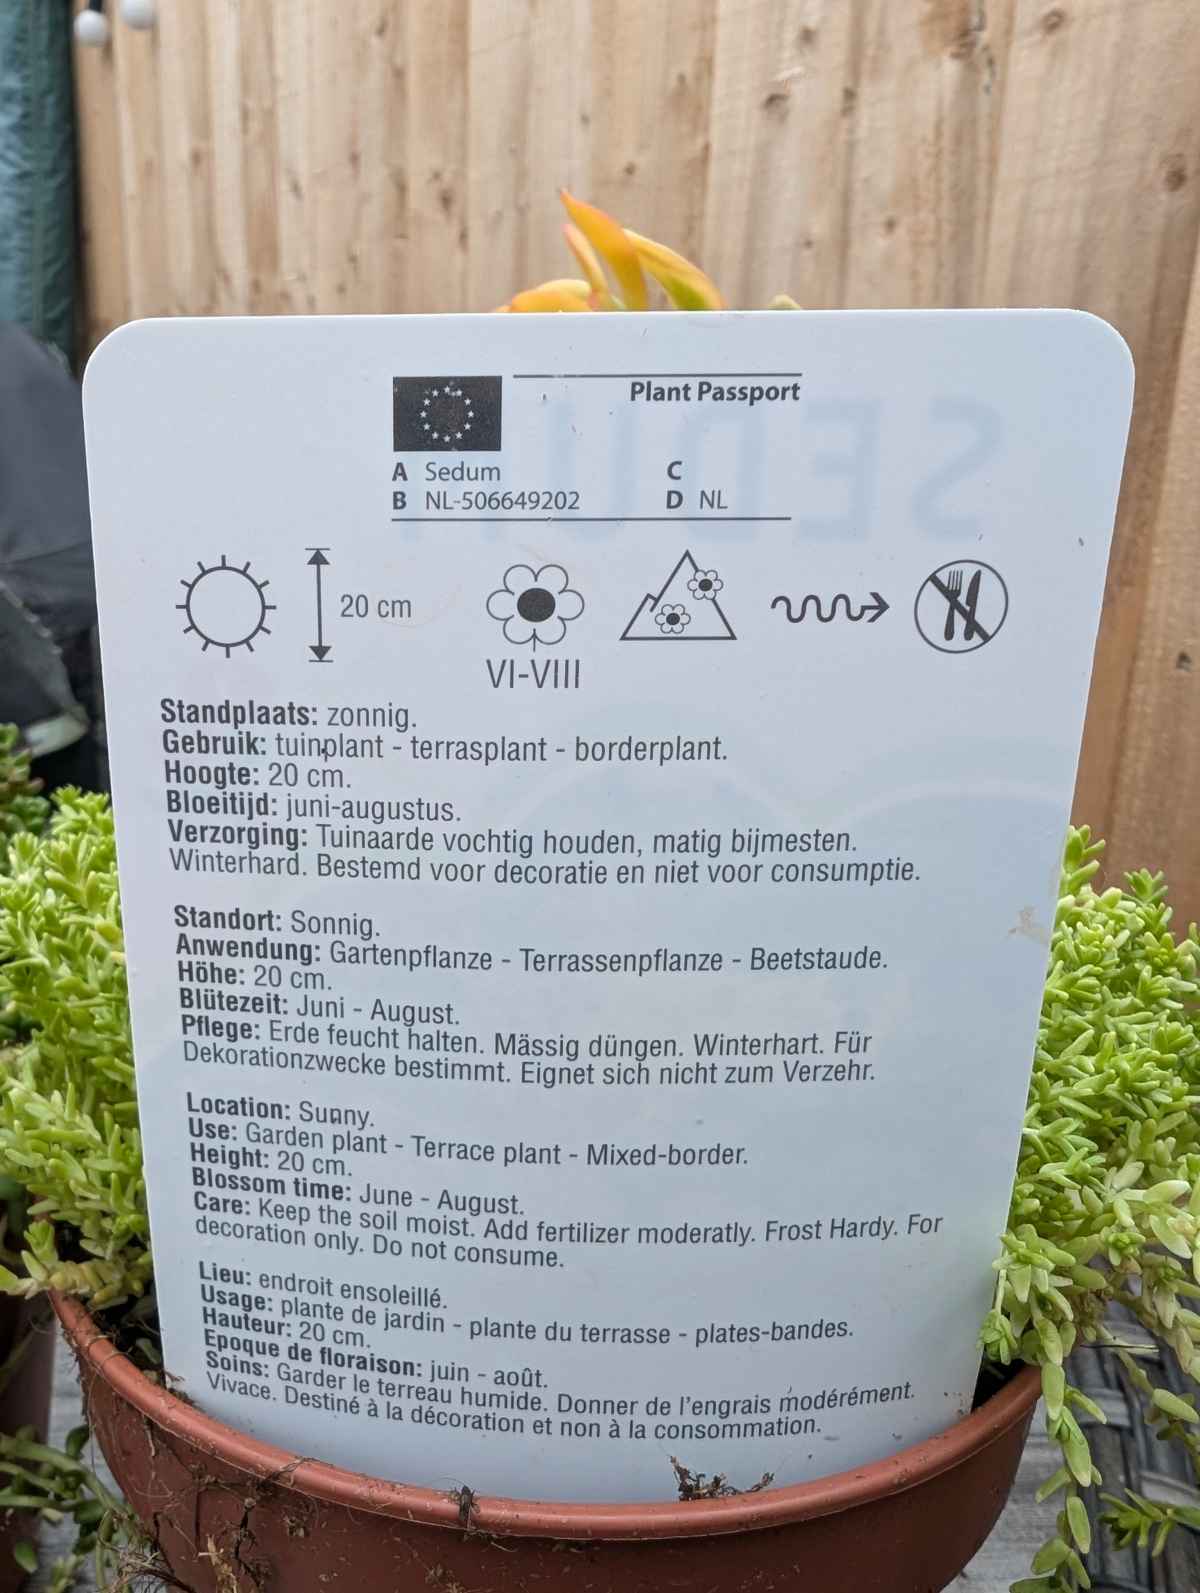 Plant Passport
A Sedum C
B NL-506649202 D NL
20 cm
VI-VIII
Standplaats: zonnig.
Gebruik: tuinplant - terrasplant - borderplant.
Hoogte: 20 cm.
Bloeitijd: juni-augustus.
Verzorging: Tuinaarde vochtig houden, matig bijmesten.
Winterhard. Bestemd voor decoratie en niet voor consumptie.
Standort: Sonnig.
Anwendung: Gartenpflanze - Terrassenpflanze - Beetstaude.
Höhe: 20 cm.
Blütezeit: Juni - August.
Pflege: Erde feucht halten. Mässig düngen. Winterhart. Für
Dekorationzwecke bestimmt. Eignet sich nicht zum Verzehr.
Location: Sunny.
Use: Garden plant - Terrace plant - Mixed-border.
Height: 20 cm.
Blossom time: June - August.
Care: Keep the soil moist. Add fertilizer moderatly. Frost Hardy. For
decoration only. Do not consume.
Lieu: endroit ensoleillé.
Usage: plante de jardin - plante du terrasse - plates-bandes.
Hauteur: 20 cm.
Epoque de floraison: juin - août.
Soins: Garder le terreau humide. Donner de l'engrais modérément.
Vivace. Destiné à la décoration et non à la consommation.
SEDUM